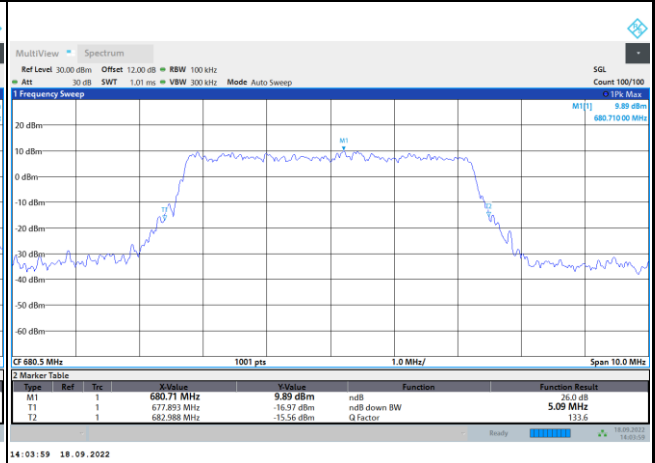 MultiView Spectrum
Ref Level 30.00 dBm Offset 12.00 dB RBW 100 kHz SGL
Att 30 dB SWT 1.01 ms VBW 300 kHz Mode Auto Sweep Count 100/100
1 Frequency Sweep 1Pk Max
M1[1] 9.89 dBm
680.71000 MHz
20 dBm
M1
10 dBm
0 dBm
-10 dBm
T1 T2
-20 dBm
-30 dBm
-40 dBm
-50 dBm
-60 dBm
CF 680.5 MHz 1001 pts 1.0 MHz/ Span 10.0 MHz
2 Marker Table
Type Ref Trc X-Value Y-Value Function Function Result
M1 1 680.71 MHz 9.89 dBm ndB 26.0 dB
T1 1 677.893 MHz -16.97 dBm ndB down BW 5.09 MHz
T2 1 682.988 MHz -15.56 dBm Q Factor 133.6
Ready 18.09.2022
14:03:59
14:03:59 18.09.2022